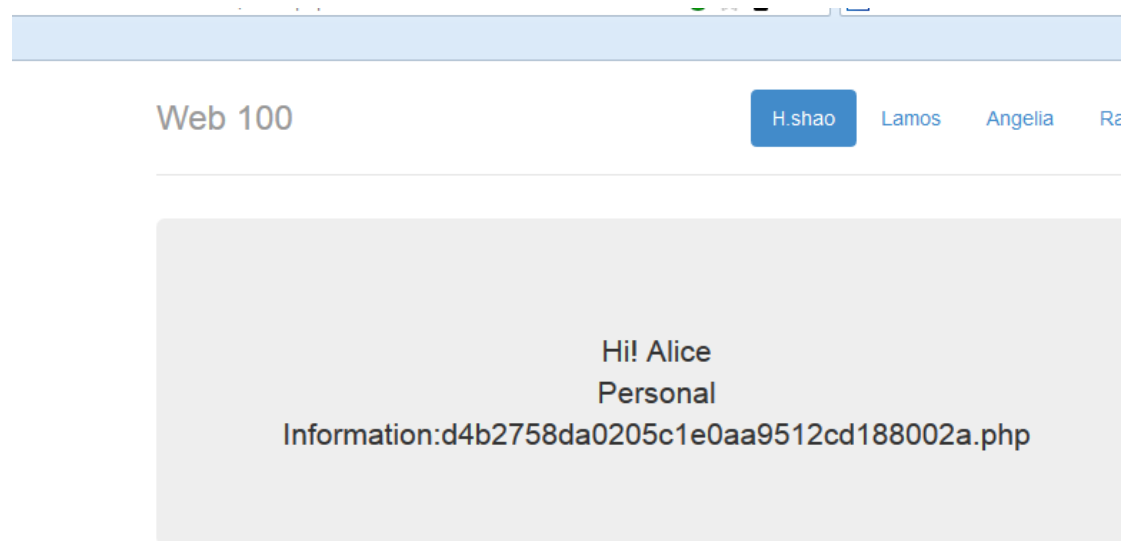 Web 100
H.shao
Lamos
Angelia
Hi! Alice
Personal
Information:d4b2758da0205c1e0aa9512cd188002a.php